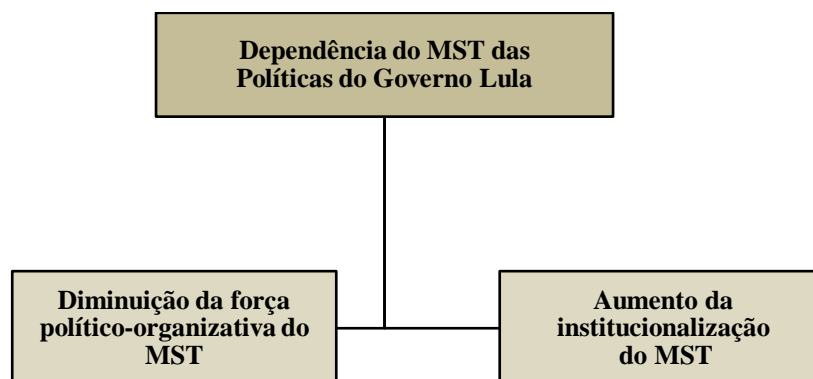 Dependência do MST das
Políticas do Governo Lula
Diminuição da força
político-organizativa do
MST
Aumento da
institucionalização
do MST